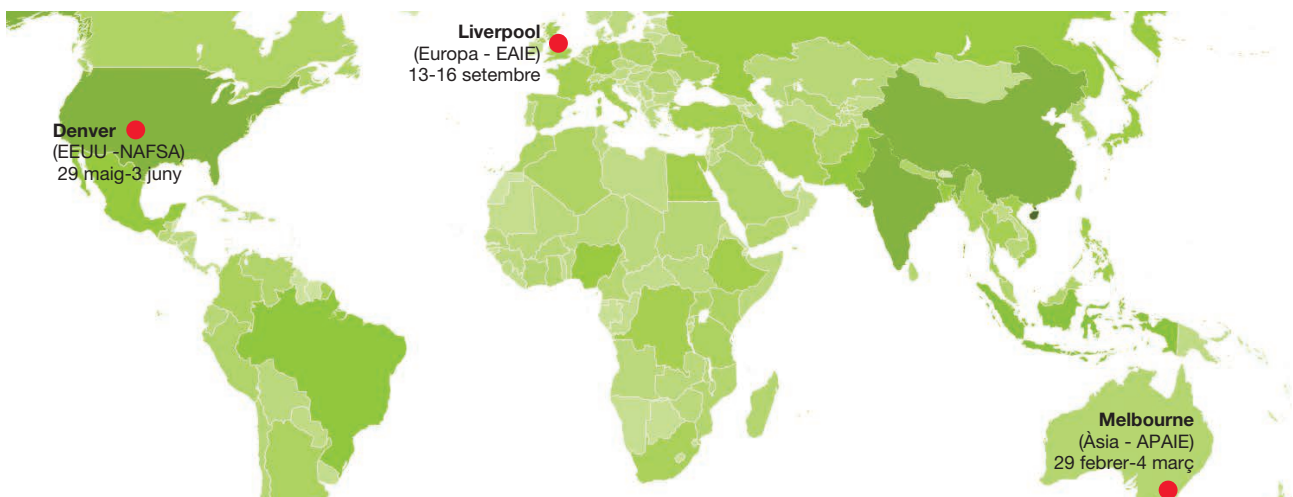 Liverpool
(Europa - EAIE)
13-16 setembre
Denver
(EEUU -NAFSA)
29 maig-3 juny
Melbourne
(Àsia - APAIE)
29 febrer-4 març